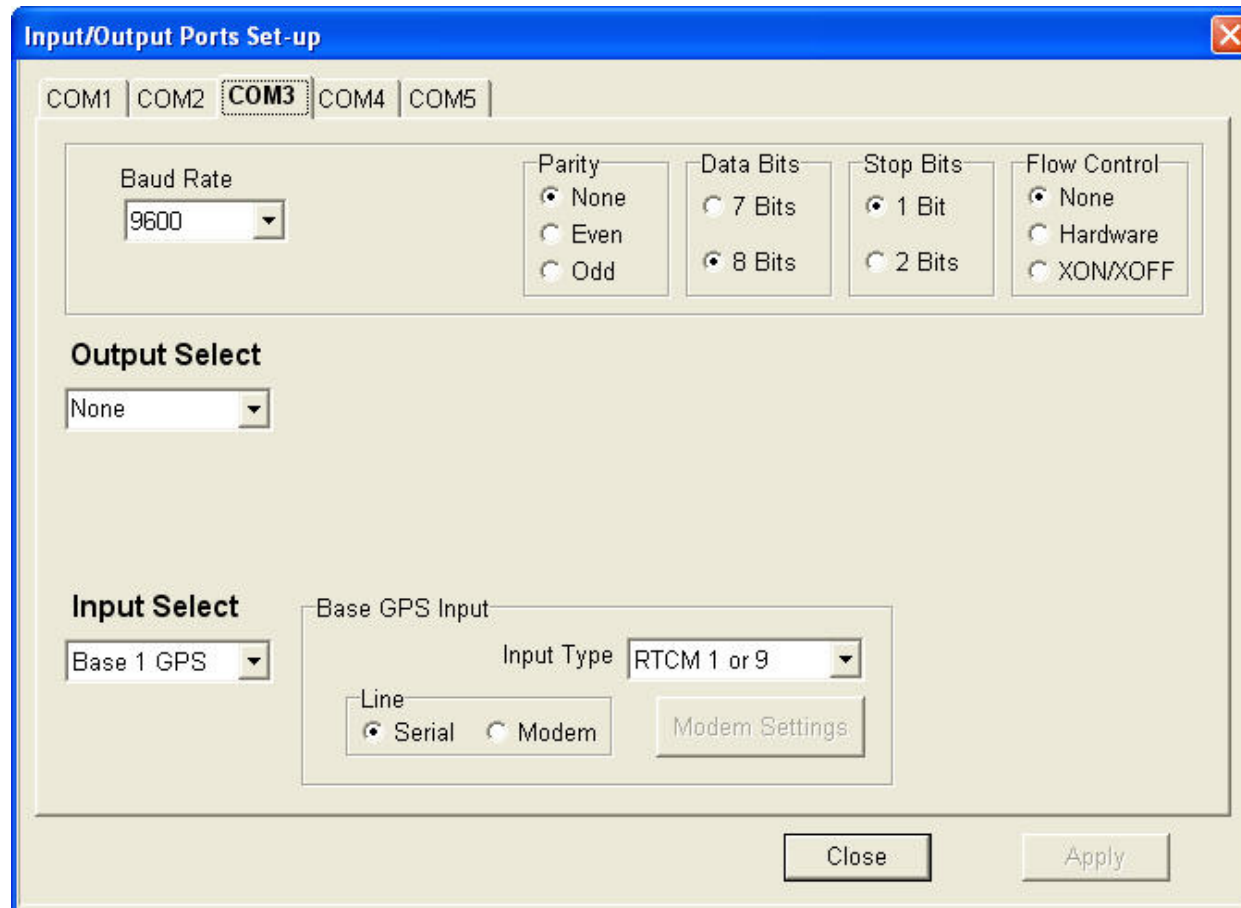 Input/Output Ports Set-up
COM1 COM2 COM3 COM4 COM5
Baud Rate
9600
Parity
None
Even
Odd
Data Bits
7 Bits
8 Bits
Stop Bits
1 Bit
2 Bits
Flow Control
None
Hardware
XON/XOFF
Output Select
None
Input Select
Base 1 GPS
Base GPS Input
Input Type RTCM 1 or 9
Line
Serial Modem
Modem Settings
Close Apply